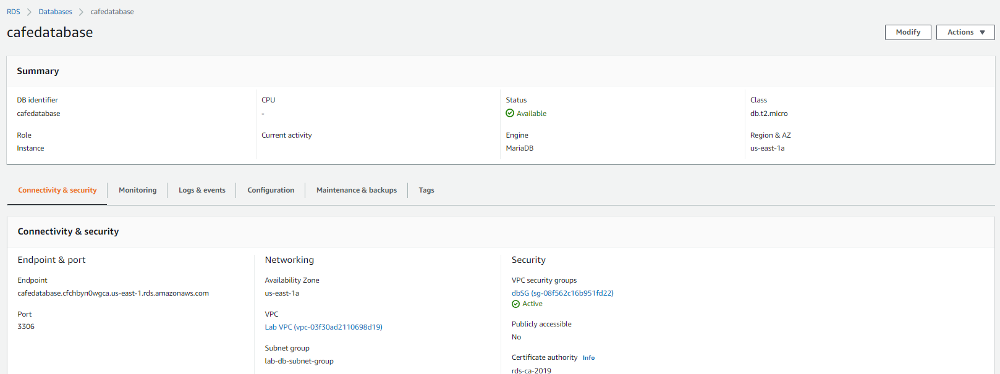 RDS > Databases > cafedatabase
cafedatabase
Modify
Actions
Summary
DB identifier
cafedatabase
CPU
-
Status
Available
Class
db.t2.micro
Role
Instance
Current activity
Engine
MariaDB
Region & AZ
us-east-1a
Connectivity & security
Monitoring
Logs & events
Configuration
Maintenance & backups
Tags
Connectivity & security
Endpoint & port
Endpoint
cafedatabase.cfchbyn0wgca.us-east-1.rds.amazonaws.com
Port
3306
Networking
Availability Zone
us-east-1a
VPC
Lab VPC (vpc-03f30ad2110698d19)
Subnet group
lab-db-subnet-group
Security
VPC security groups
dbSG (sg-08f562c16b951fd22)
Active
Publicly accessible
No
Certificate authority Info
rds-ca-2019